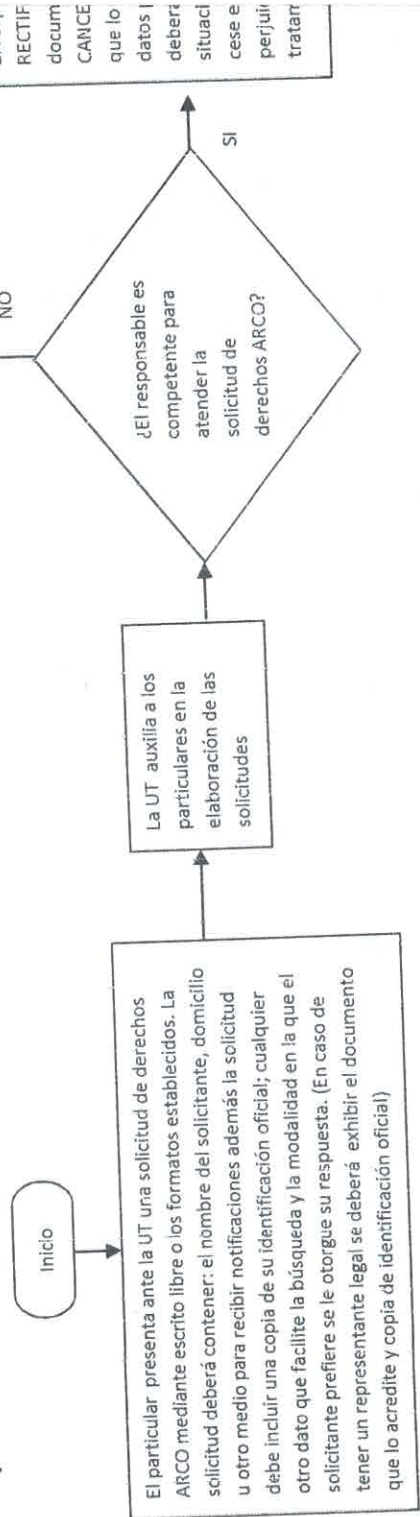 Inicio
El particular presenta ante la UT una solicitud de derechos
ARCO mediante escrito libre o los formatos establecidos. La
solicitud deberá contener: el nombre del solicitante, domicilio
u otro medio para recibir notificaciones además la solicitud
debe incluir una copia de su identificación oficial; cualquier
otro dato que facilite la búsqueda y la modalidad en la que el
solicitante prefiere se le otorgue su respuesta. (En caso de
tener un representante legal se deberá exhibir el documento
que lo acredite y copia de identificación oficial)
La UT auxilia a los
particulares en la
elaboración de las
solicitudes
¿El responsable es
competente para
atender la
solicitud de
derechos ARCO?
NO
SI
RECTIF
docum
CANCE
que lo
datos
deberá
situaci
cese e
perjui
tratam